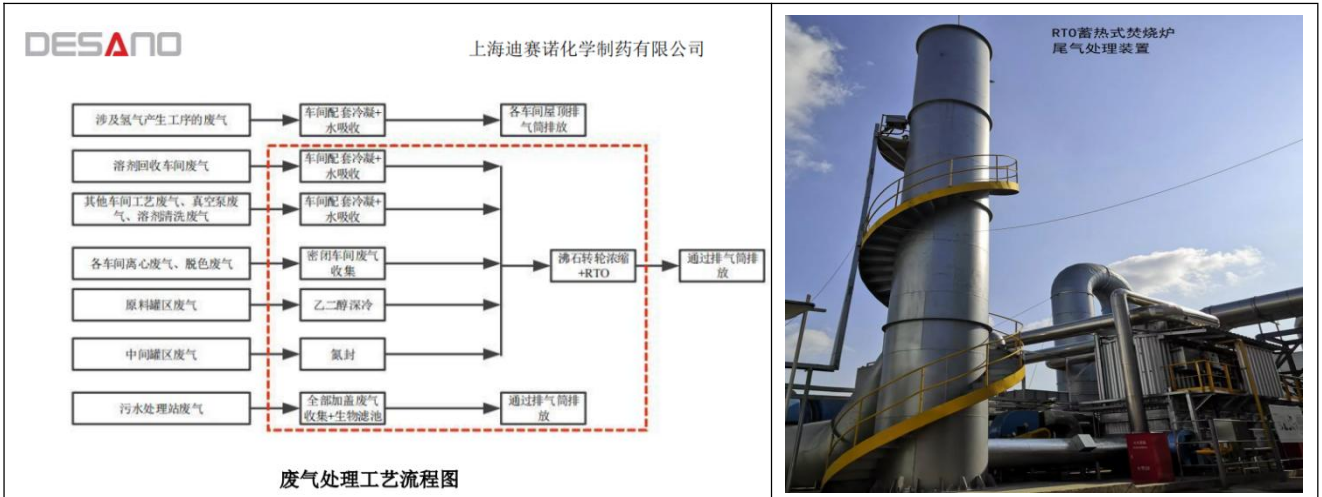 DESANO
上海迪赛诺化学制药有限公司
涉及氢气产生工序的废气
车间配套冷凝+
水吸收
各车间屋顶排
气筒排放
溶剂回收车间废气
车间配套冷凝+
水吸收
其他车间工艺废气、真空泵废
气、溶剂清洗废气
车间配套冷凝+
水吸收
各车间离心废气、脱色废气
密闭车间废气
收集
沸石转轮浓缩
+RTO
通过排气筒排
放
原料罐区废气
乙二醇深冷
中间罐区废气
氮封
污水处理站废气
全部加盖废气
收集+生物滤池
通过排气筒排
放
废气处理工艺流程图
RTO蓄热式焚烧炉
尾气处理装置